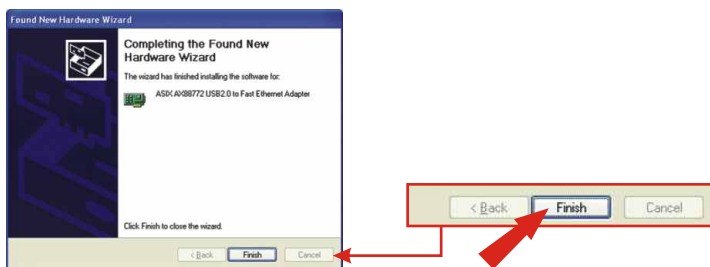 Found New Hardware Wizard
Completing the Found New
Hardware Wizard
The wizard has finished installing the software for:
ASIX AX88772 USB2.0 to Fast Ethernet Adapter
Click Finish to close the wizard.
< Back Finish Cancel
< Back Finish Cancel